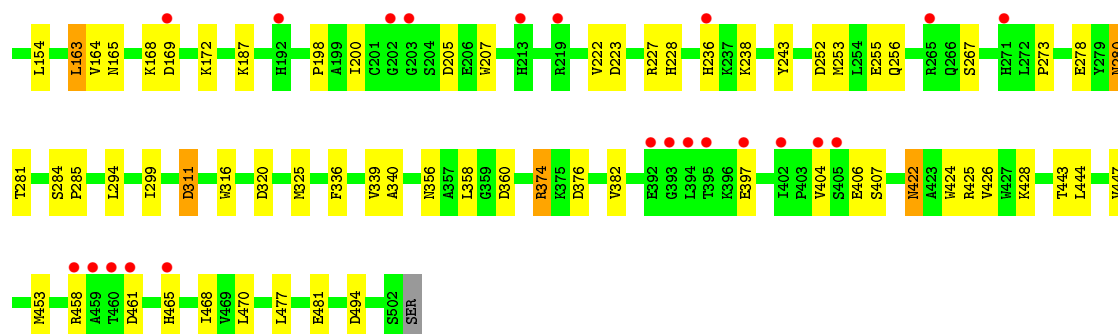 L154 L163 V164 N165 K168 D169 K172 K187 H192 P198 A199 I200 C201 G202 G203 S204 D205 E206 W207 H213 R219 V222 D223 R227 H228 H236 K237 K238 Y243 D252 M253 L254 E255 Q256 R265 Q266 S267 H271 L272 P273 E278 Y279 N280
T281 S284 P285 L294 I299 D311 W316 D320 M325 F336 V339 A340 N356 A357 L358 G359 D360 R374 K375 D376 V382 E392 G393 L394 T395 K396 E397 I402 P403 V404 S405 E406 S407 N422 A423 W424 R425 V426 W427 K428 T443 L444
M453 R458 A459 T460 D461 H465 I468 V469 L470 L477 E481 D494 S502 SER